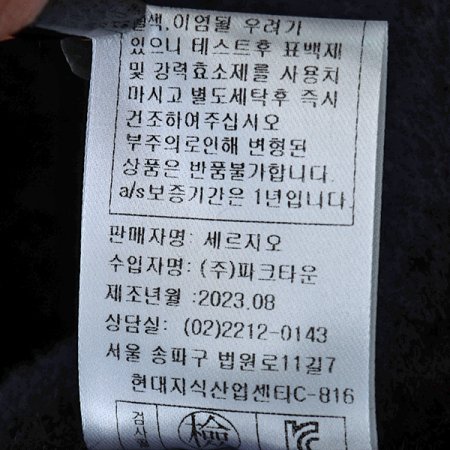 탈색, 이염될 우려가
있으니 테스트후 표백제
및 강력효소제를 사용치
마시고 별도세탁후 즉시
건조하여주십시오
부주의로인해 변형된
상품은 반품불가합니다.
a/s보증기간은 1년입니다
판매자명: 세르지오
수입자명: (주)파크타운
제조년월 :2023.08
상담실: (02)2212-0143
서울 송파구 법원로11길7
현대지식산업센타C-816
검 檢